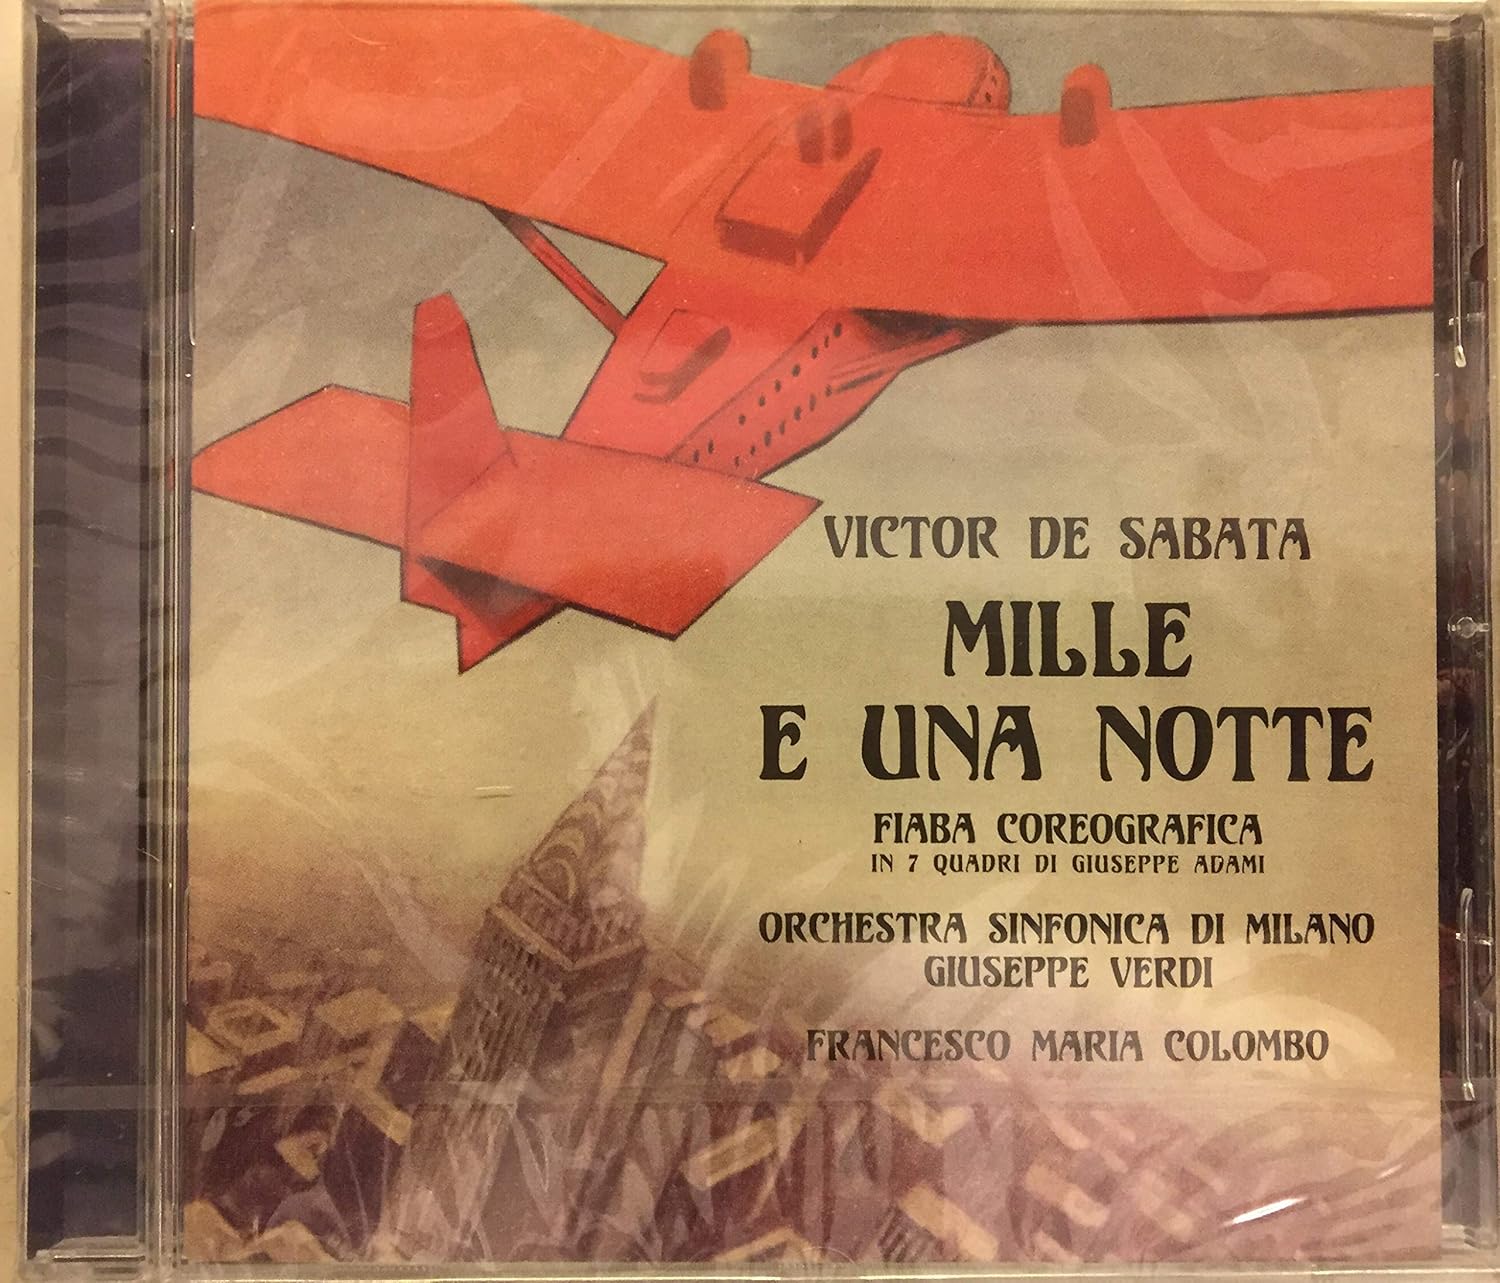 VICTOR DE SABATA
MILLE
E UNA NOTTE
FIABA COREOGRAFICA
IN 7 QUADRI DI GIUSEPPE ADAMI
ORCHESTRA SINFONICA DI MILANO
GIUSEPPE VERDI
FRANCESCO MARIA COLOMBO